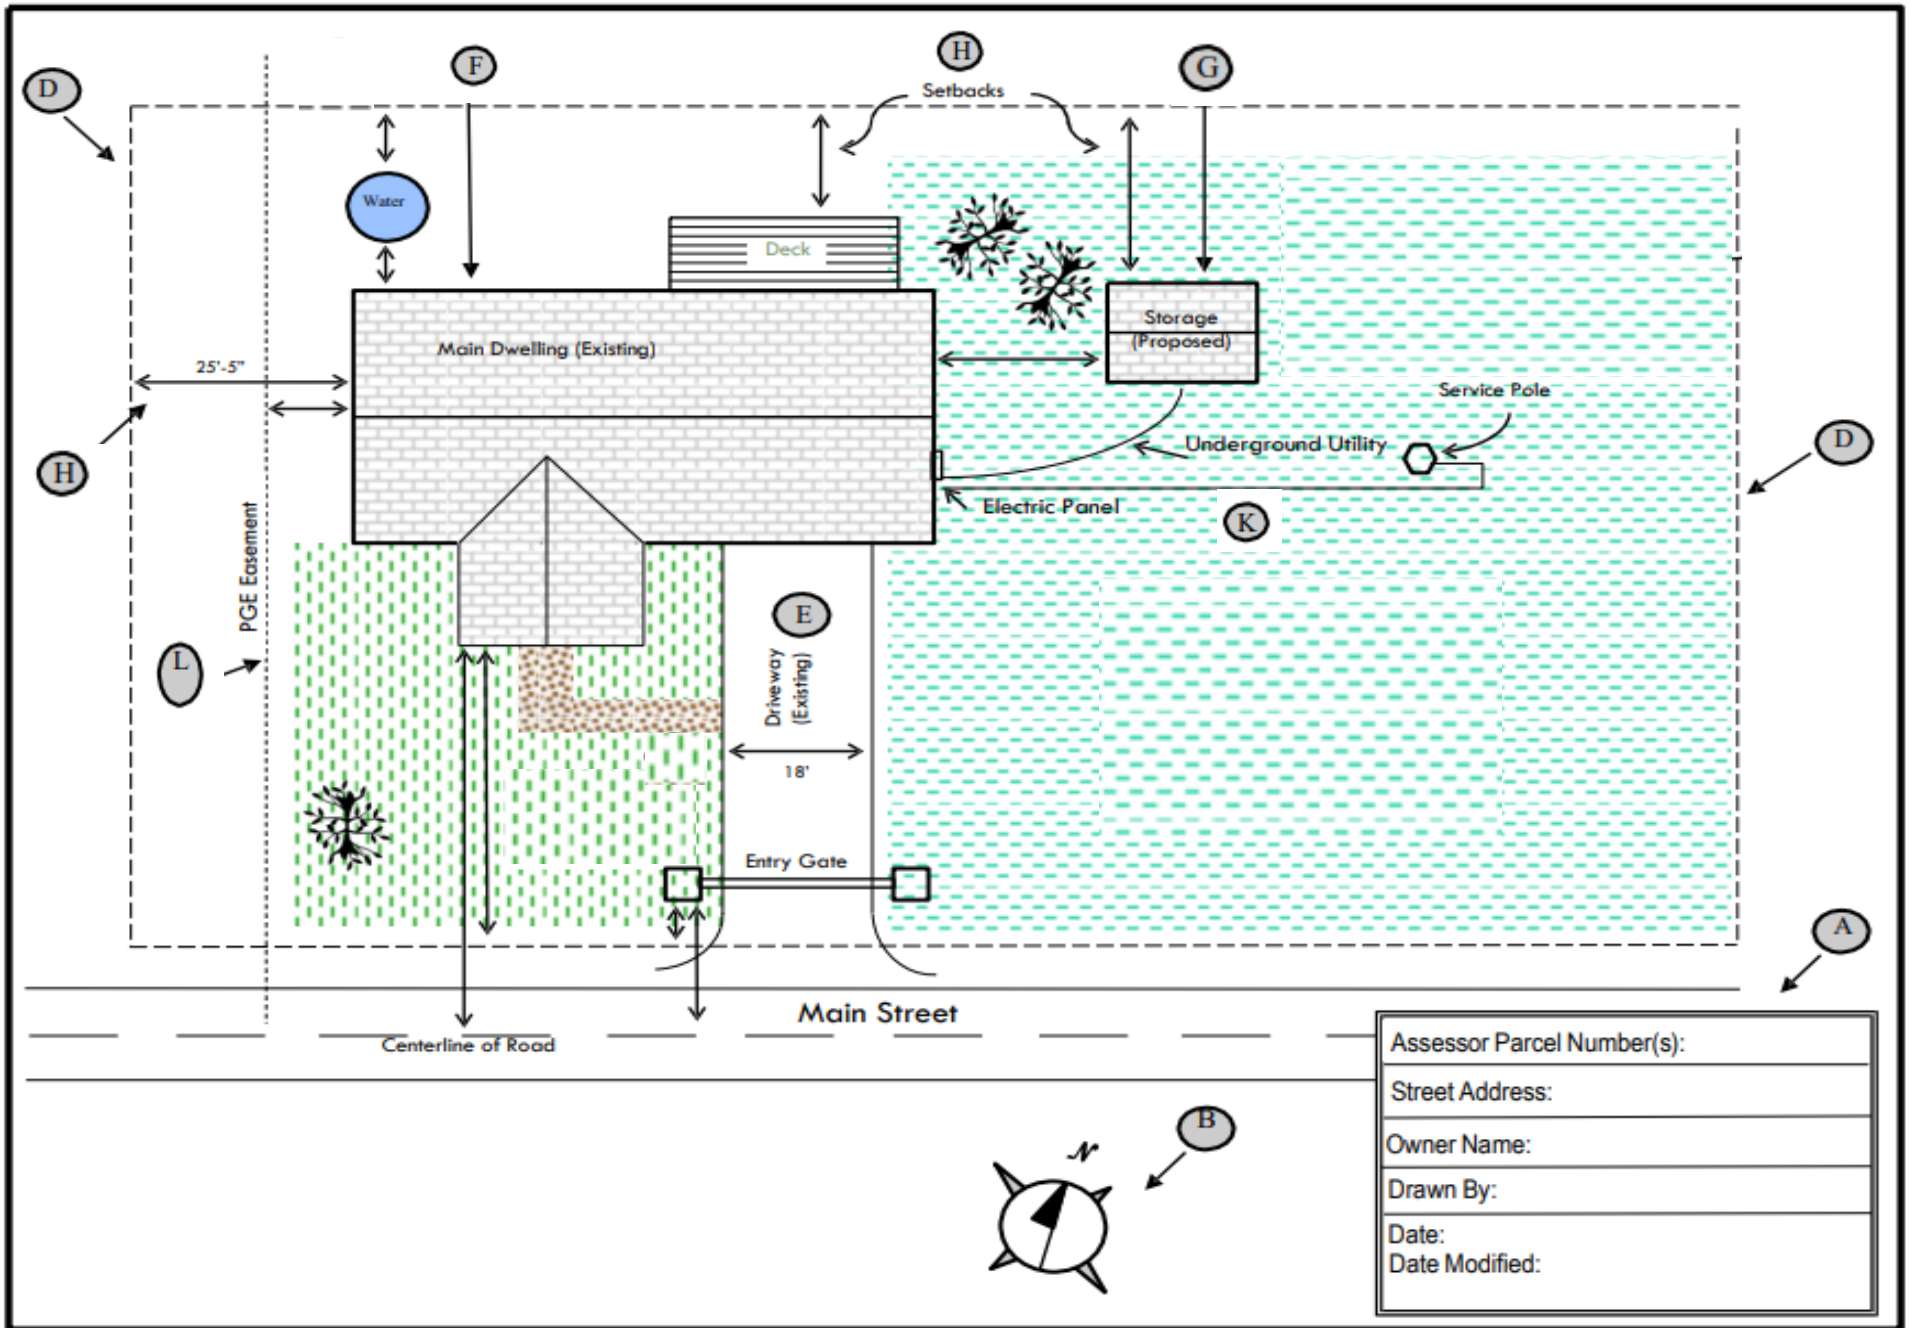 F
H
G
D
Setbacks
Water
Deck
Main Dwelling (Existing)
Storage
(Proposed)
25'-5"
Service Pole
H
D
Underground Utility
Electric Panel
K
PGE Easement
E
L
Driveway
(Existing)
18'
Entry Gate
A
Main Street
Centerline of Road
Assessor Parcel Number(s):
Street Address:
B
Owner Name:
N
Drawn By:
Date:
Date Modified: